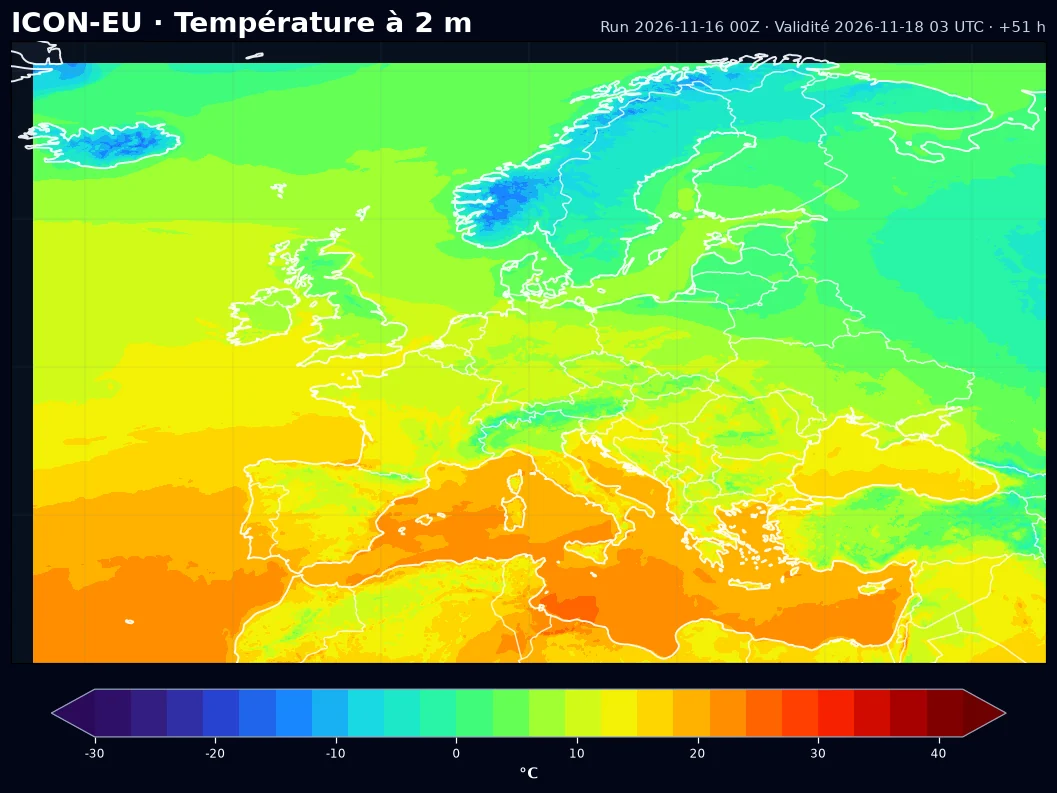 ICON-EU · Température à 2 m
Run 2026-11-16 00Z · Validité 2026-11-18 03 UTC · +51 h
-30 -20 -10 0 10 20 30 40
°C